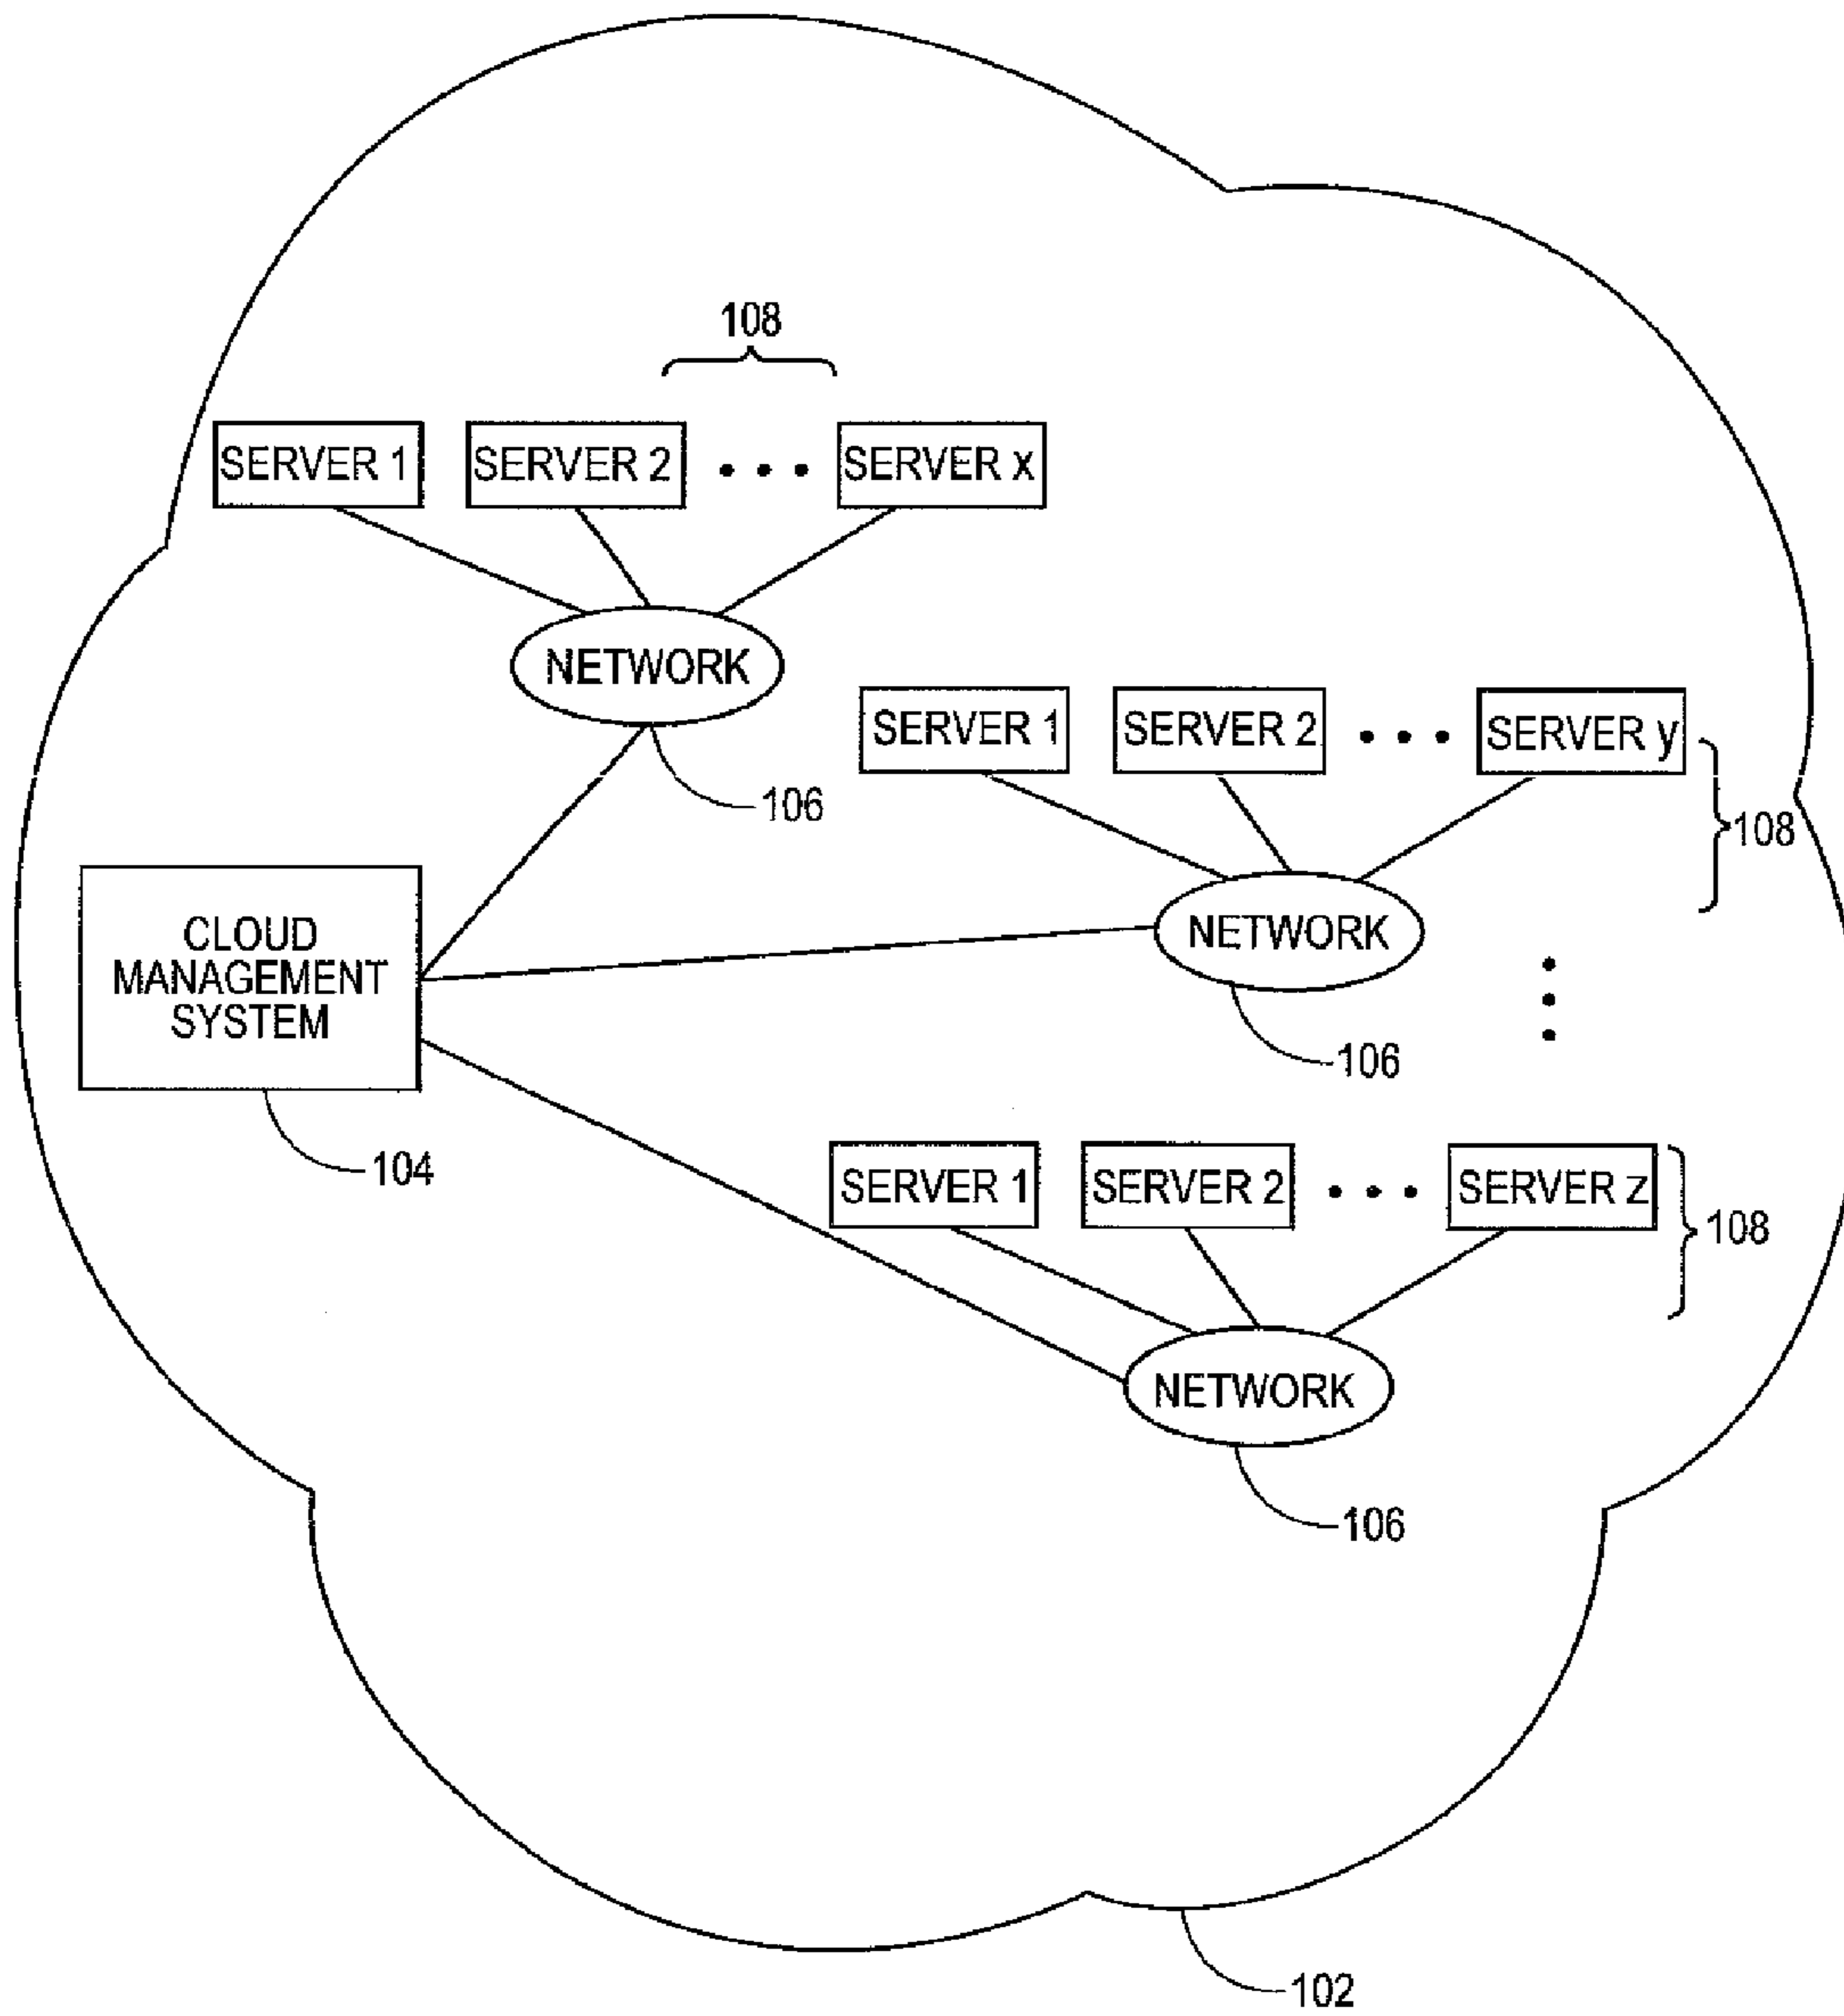 108
SERVER 1 SERVER 2 • • • SERVER x
NETWORK
106
SERVER 1 SERVER 2 • • • SERVER y
108
NETWORK
106
CLOUD
MANAGEMENT
SYSTEM
104
SERVER 1 SERVER 2 • • • SERVER z
108
NETWORK
106
102